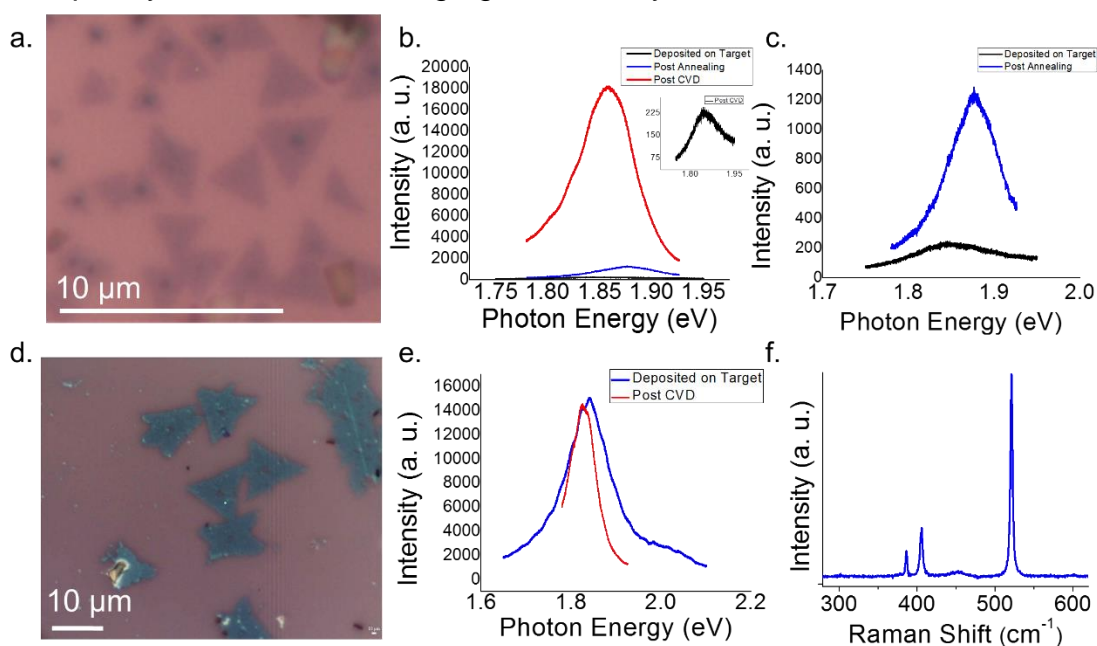 a.
10 µm
b.
Deposited on Target
Post Annealing
Post CVD
20000
18000
16000
14000
12000
10000
8000
6000
4000
2000
0
Intensity (a. u.)
1.75 1.80 1.85 1.90 1.95
Photon Energy (eV)
Post CVD
225
150
75
1.80 1.95
c.
Deposited on Target
Post Annealing
1400
1200
1000
800
600
400
200
0
Intensity (a. u.)
1.7 1.8 1.9 2.0
Photon Energy (eV)
d.
10 µm
e.
Deposited on Target
Post CVD
16000
14000
12000
10000
8000
6000
4000
2000
0
Intensity (a. u.)
1.6 1.8 2.0 2.2
Photon Energy (eV)
f.
Intensity (a. u.)
300 400 500 600
Raman Shift (cm⁻¹)